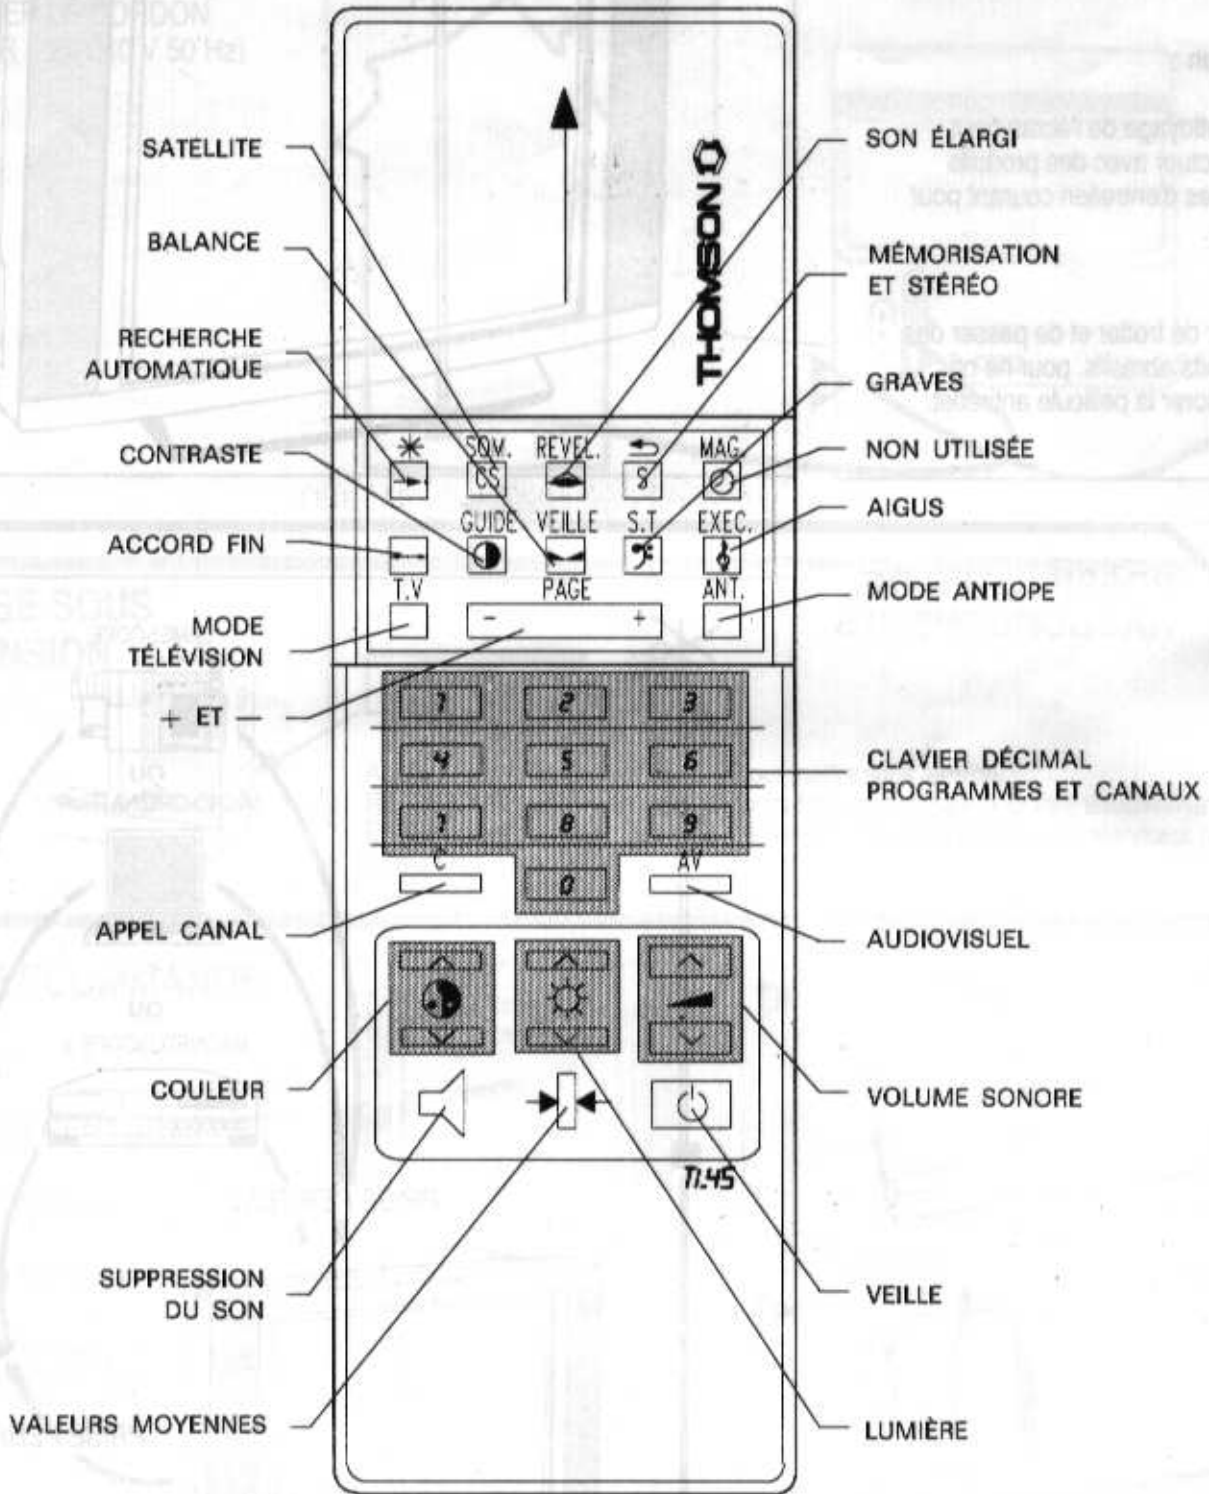 SATELLITE
BALANCE
RECHERCHE
AUTOMATIQUE
CONTRASTE
ACCORD FIN
MODE
TÉLÉVISION
+ ET -
APPEL CANAL
COULEUR
SUPPRESSION
DU SON
VALEURS MOYENNES
THOMSON
SOM. REVEL. MAG.
CS S
GUIDE VEILLE S.T EXEC.
T.V PAGE ANT.
- +
1 2 3
4 5 6
7 8 9
C 0 AV
TI.45
SON ÉLARGI
MÉMORISATION
ET STÉRÉO
GRAVES
NON UTILISÉE
AIGUS
MODE ANTIOPE
CLAVIER DÉCIMAL
PROGRAMMES ET CANAUX
AUDIOVISUEL
VOLUME SONORE
VEILLE
LUMIÈRE